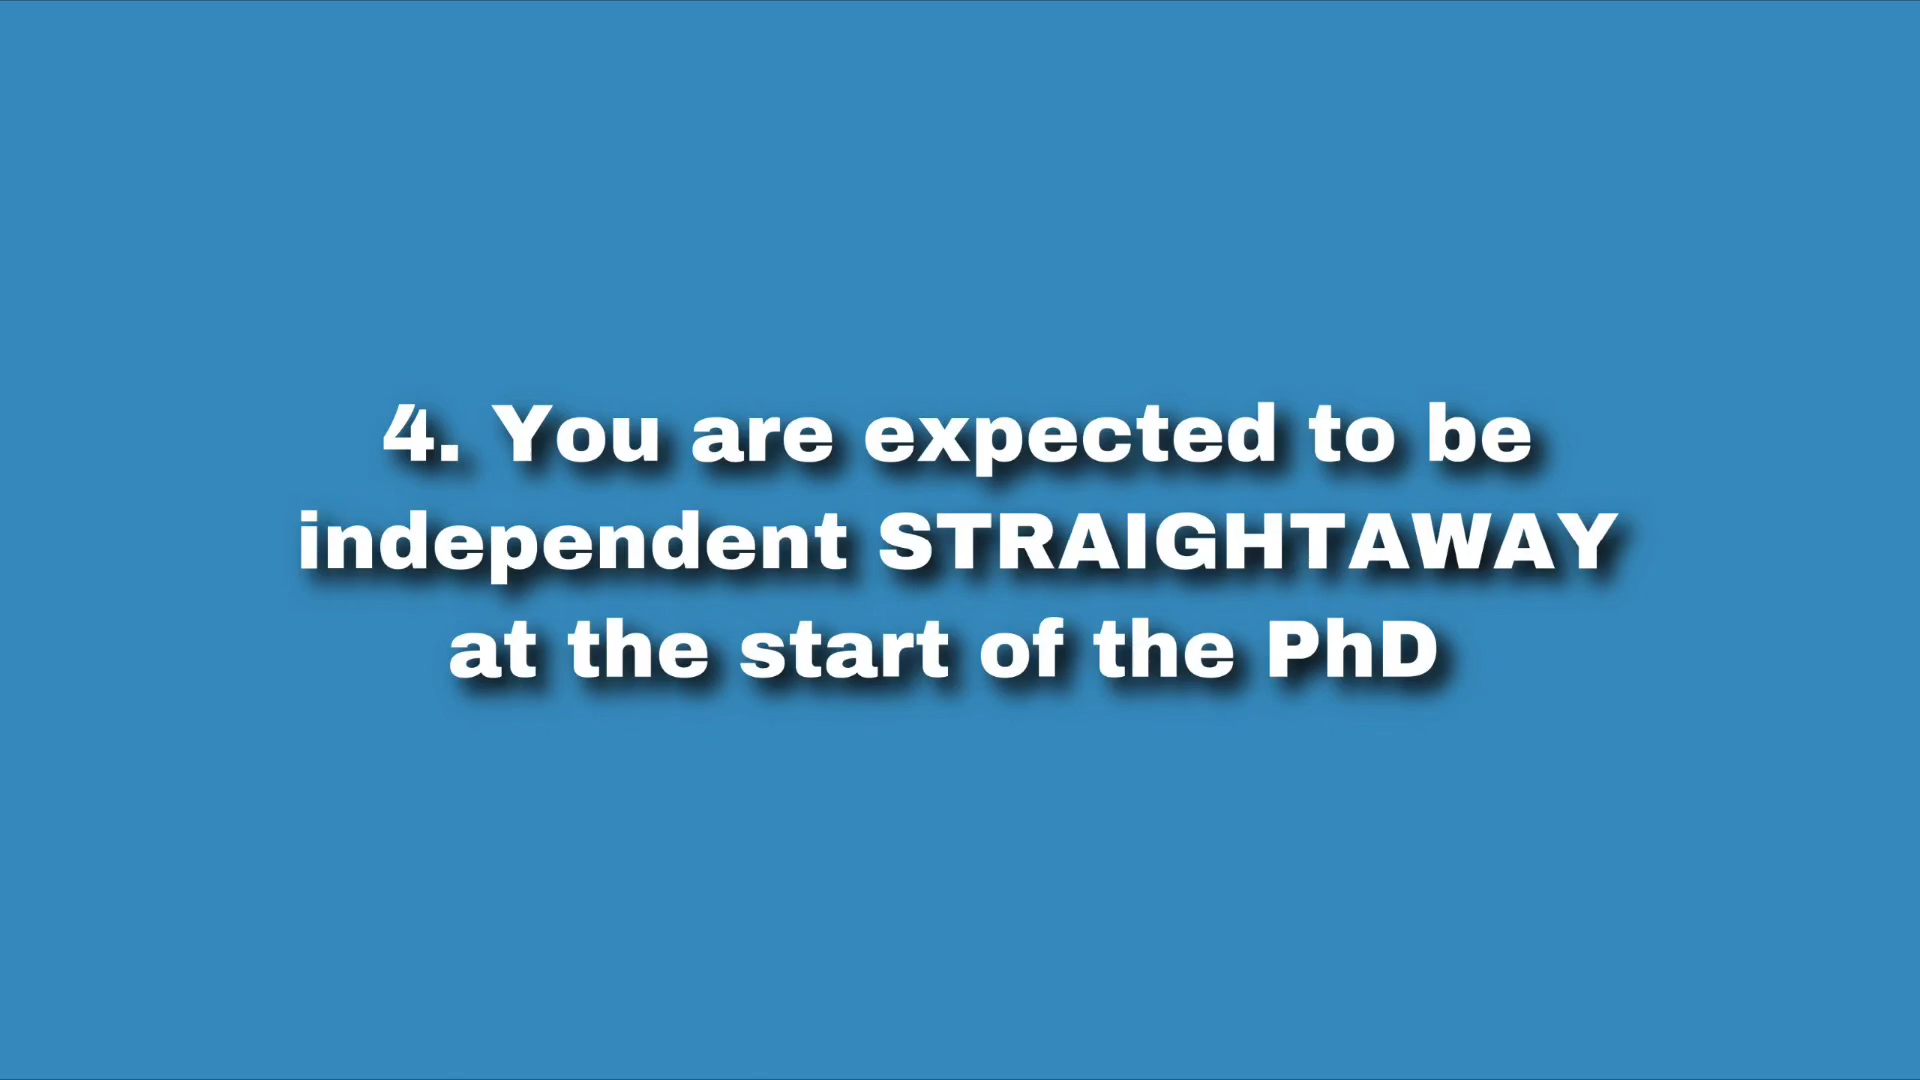 4. You are expected to be
independent STRAIGHTAWAY
at the start of the PhD